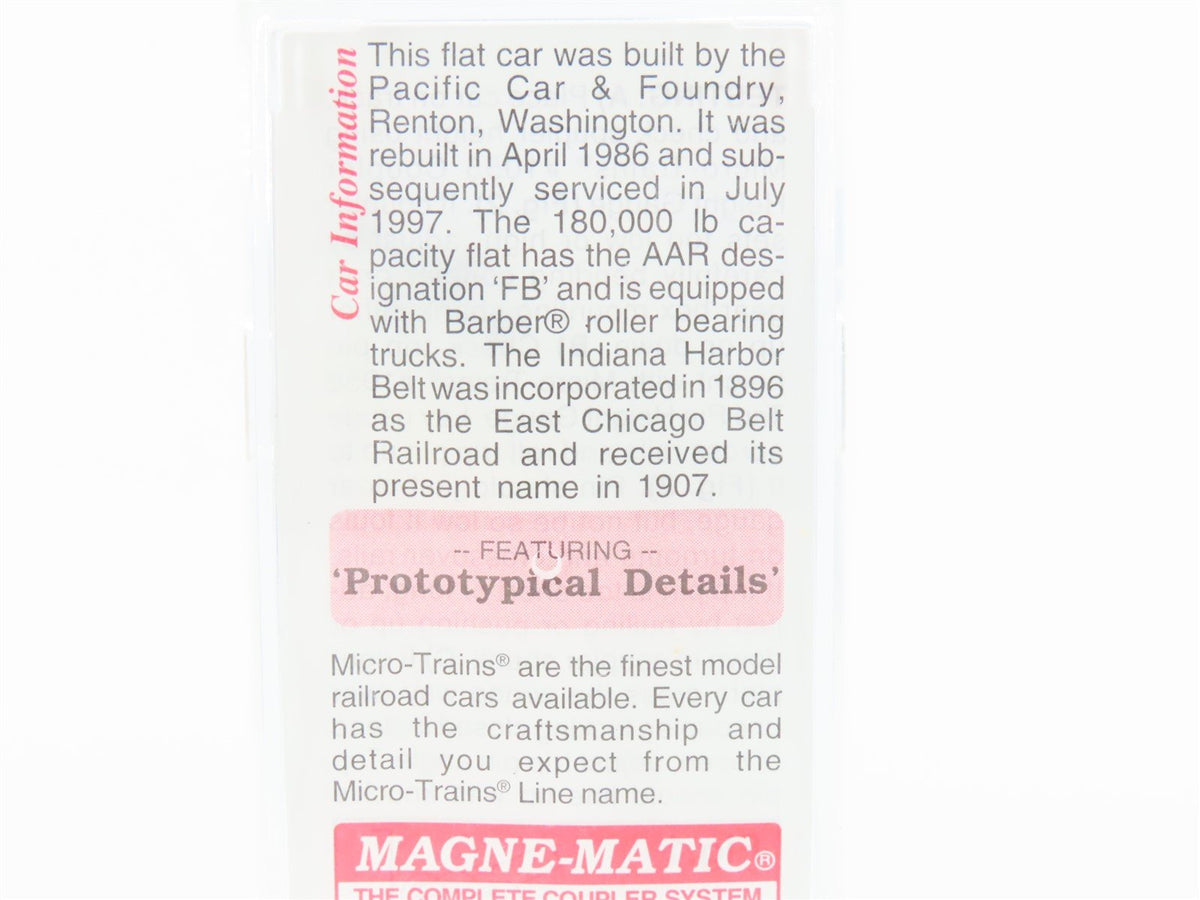 Car Information
This flat car was built by the
Pacific Car & Foundry,
Renton, Washington. It was
rebuilt in April 1986 and sub-
sequently serviced in July
1997. The 180,000 lb ca-
pacity flat has the AAR des-
ignation ‘FB’ and is equipped
with Barber® roller bearing
trucks. The Indiana Harbor
Belt was incorporated in 1896
as the East Chicago Belt
Railroad and received its
present name in 1907.
-- FEATURING --
‘Prototypical Details’
Micro-Trains® are the finest model
railroad cars available. Every car
has the craftsmanship and
detail you expect from the
Micro-Trains® Line name.
MAGNE-MATIC®
THE COMPLETE COUPLER SYSTEM